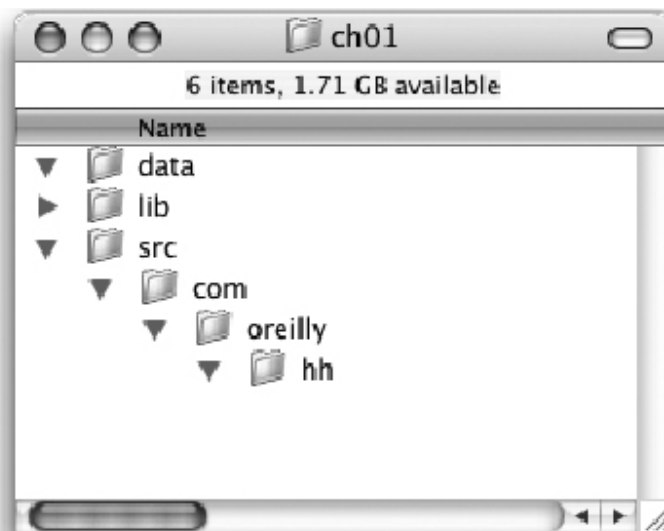 ch01
6 items, 1.71 GB available
Name
data
lib
src
com
oreilly
hh